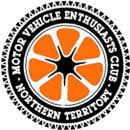 MOTOR VEHICLE ENTHUSIASTS CLUB
NORTHERN TERRITORY